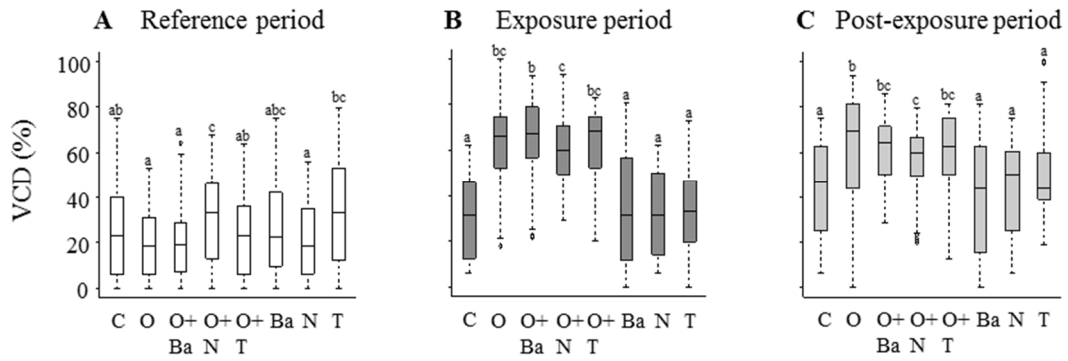 A Reference period
B Exposure period
C Post-exposure period
VCD (%)
100
80
60
40
20
0
ab a a c ab abc a bc
bc b c b a a a
a
a b bc c bc a a a
C O O+ O+ O+ Ba N T
Ba N T
C O O+ O+ O+ Ba N T
Ba N T
C O O+ O+ O+ Ba N T
Ba N T